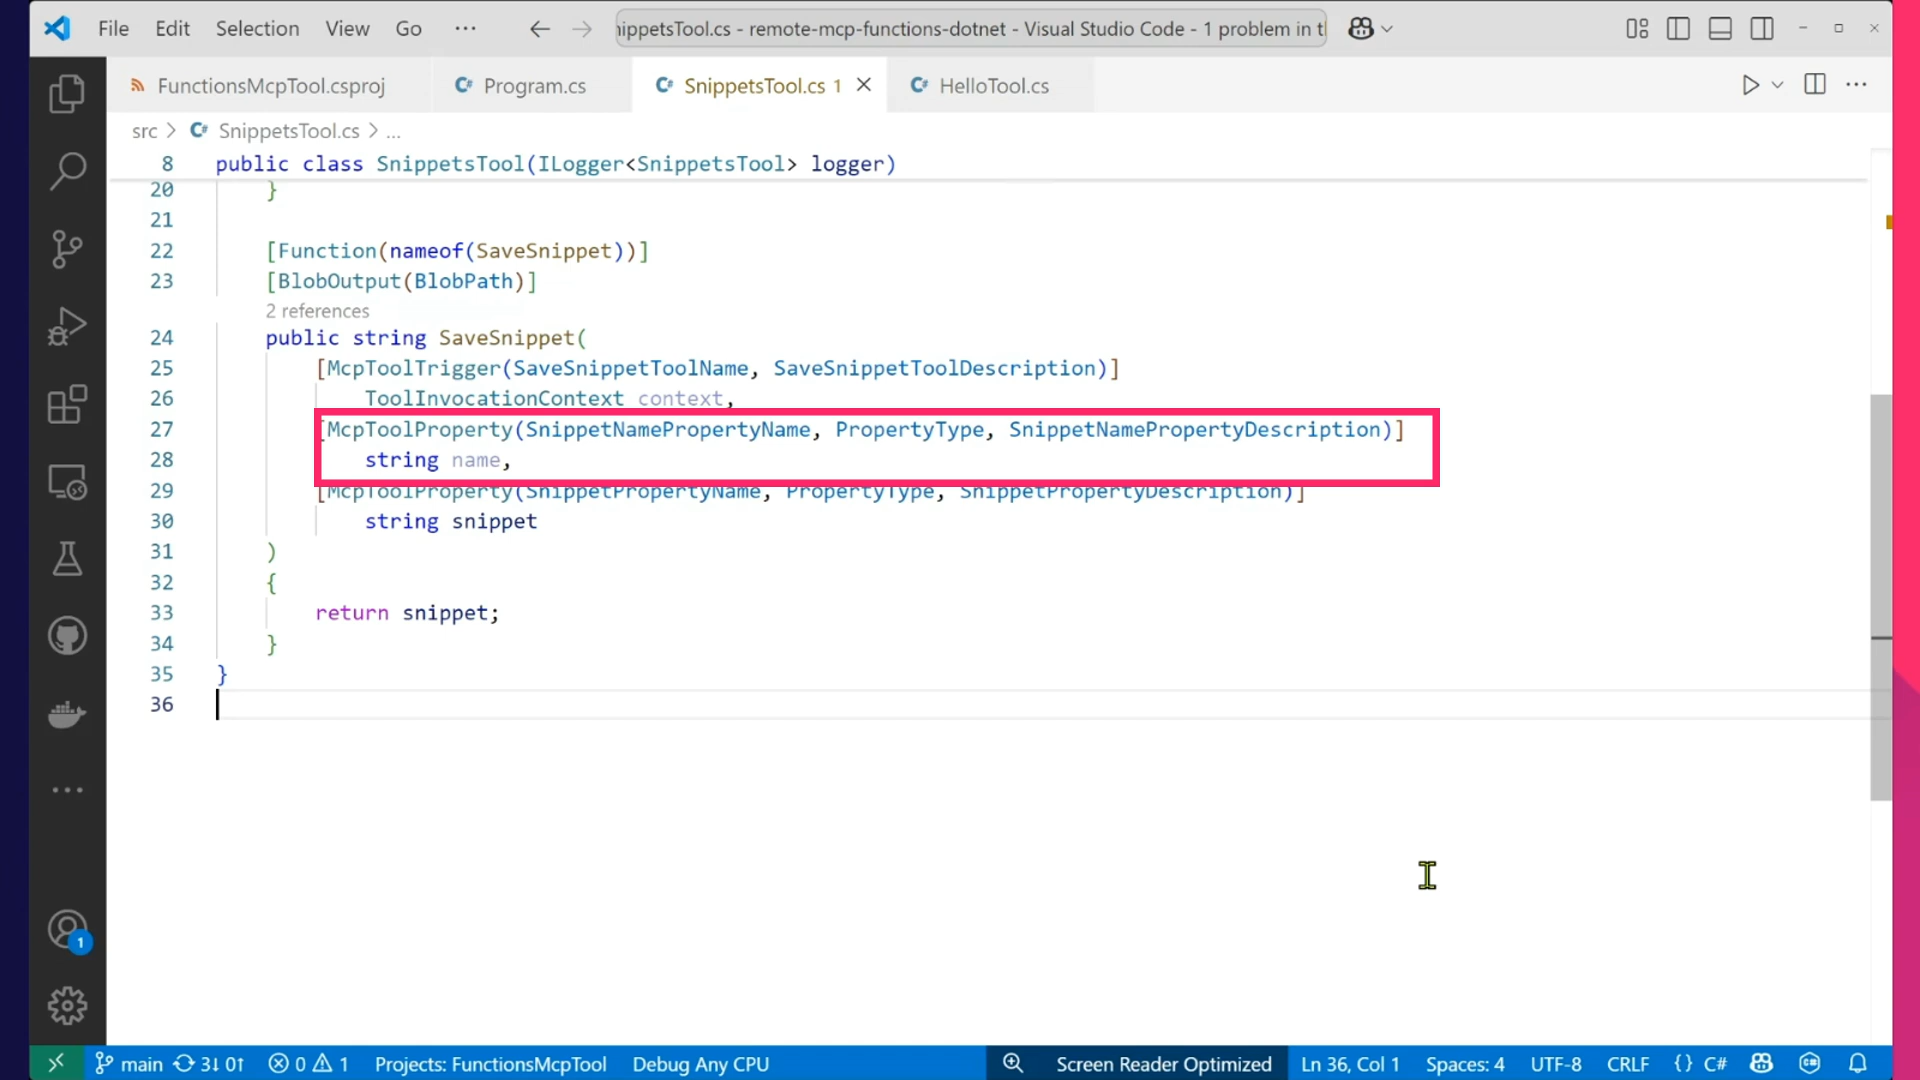 File Edit Selection View Go ··· ippetsTool.cs - remote-mcp-functions-dotnet - Visual Studio Code - 1 problem in t
FunctionsMcpTool.csproj C# Program.cs C# SnippetsTool.cs 1 C# HelloTool.cs
src > C# SnippetsTool.cs > ...
8 public class SnippetsTool(ILogger<SnippetsTool> logger)
20 }
21
22 [Function(nameof(SaveSnippet))]
23 [BlobOutput(BlobPath)]
2 references
24 public string SaveSnippet(
25 [McpToolTrigger(SaveSnippetToolName, SaveSnippetToolDescription)]
26 ToolInvocationContext context,
27 [McpToolProperty(SnippetNamePropertyName, PropertyType, SnippetNamePropertyDescription)]
28 string name,
29 [McpToolProperty(SnippetPropertyName, PropertyType, SnippetPropertyDescription)]
30 string snippet
31 )
32 {
33 return snippet;
34 }
35 }
36
1
main 3↓ 0↑ 0 1 Projects: FunctionsMcpTool Debug Any CPU Screen Reader Optimized Ln 36, Col 1 Spaces: 4 UTF-8 CRLF {} C#